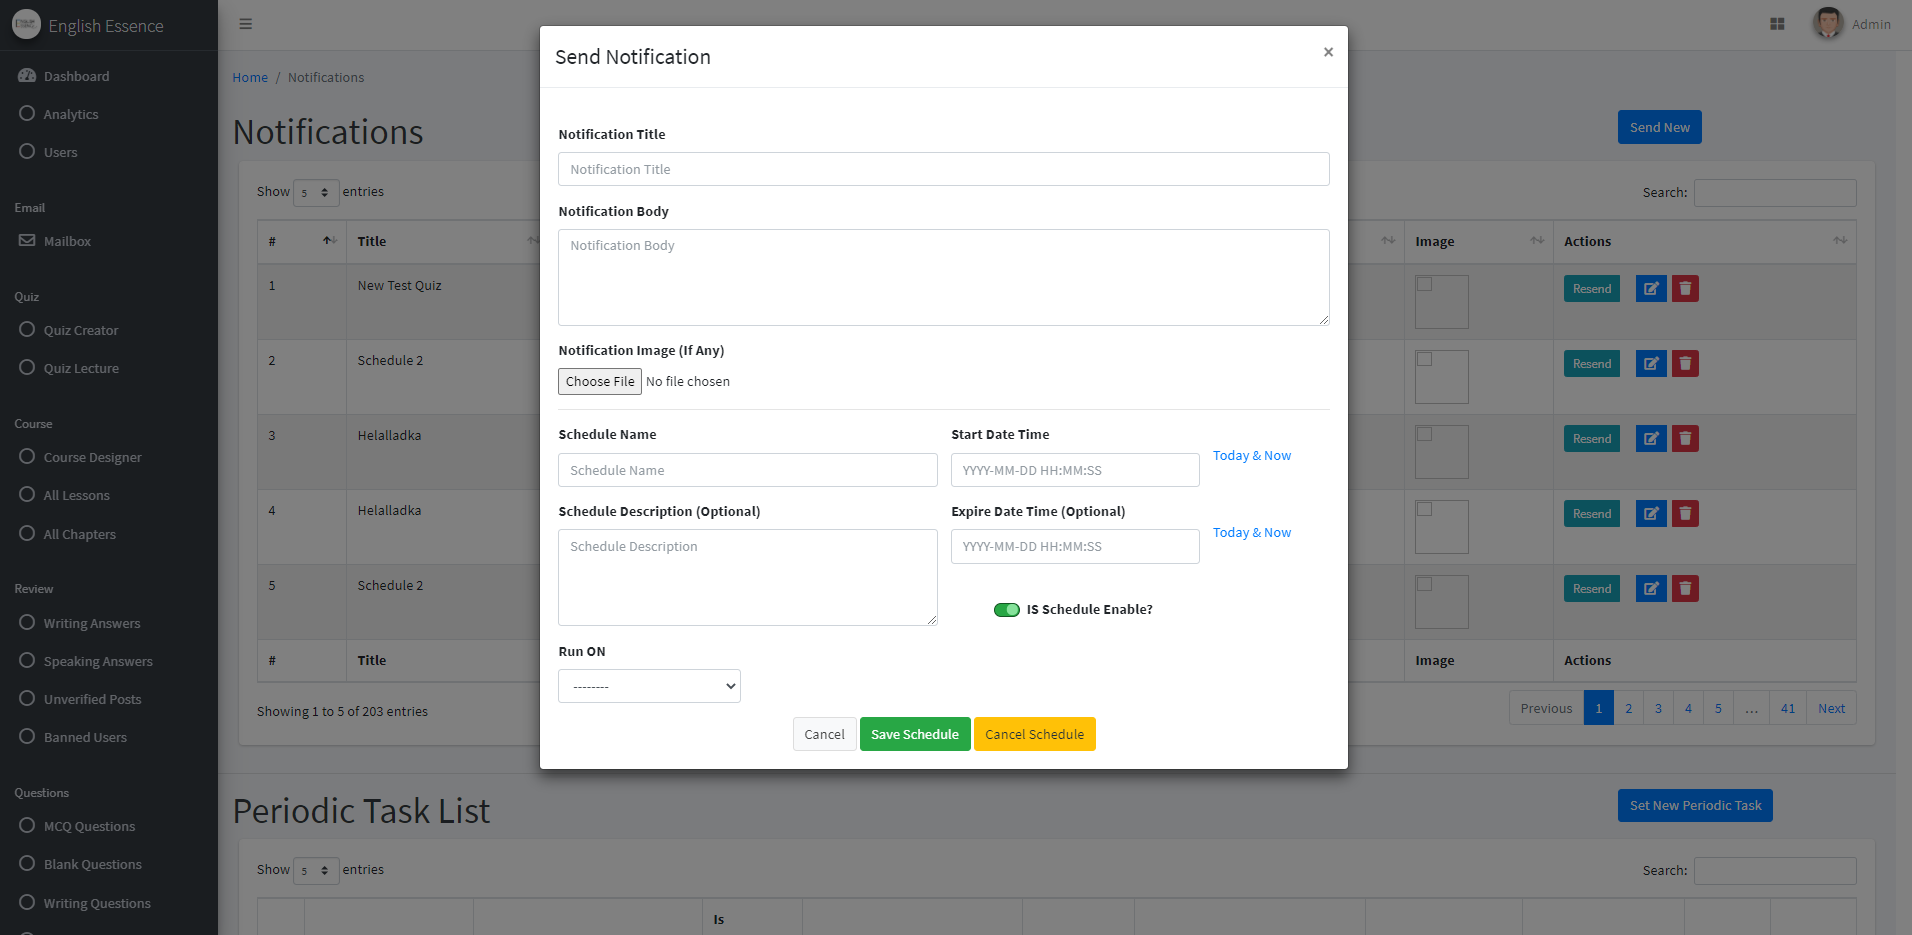 English Essence
Admin
Dashboard
Analytics
Users
Email
Mailbox
Quiz
Quiz Creator
Quiz Lecture
Course
Course Designer
All Lessons
All Chapters
Review
Writing Answers
Speaking Answers
Unverified Posts
Banned Users
Questions
MCQ Questions
Blank Questions
Writing Questions
Home / Notifications
Notifications
Send New
Show 5 entries
Search:
# Title Image Actions
1 New Test Quiz Resend
2 Schedule 2 Resend
3 Helalladka Resend
4 Helalladka Resend
5 Schedule 2 Resend
# Title Image Actions
Showing 1 to 5 of 203 entries
Previous 1 2 3 4 5 ... 41 Next
Send Notification ×
Notification Title
Notification Title
Notification Body
Notification Body
Notification Image (If Any)
Choose File No file chosen
Schedule Name
Schedule Name
Start Date Time
YYYY-MM-DD HH:MM:SS
Today & Now
Schedule Description (Optional)
Schedule Description
Expire Date Time (Optional)
YYYY-MM-DD HH:MM:SS
Today & Now
IS Schedule Enable?
Run ON
--------
Cancel Save Schedule Cancel Schedule
Periodic Task List
Set New Periodic Task
Show 5 entries
Search:
Is